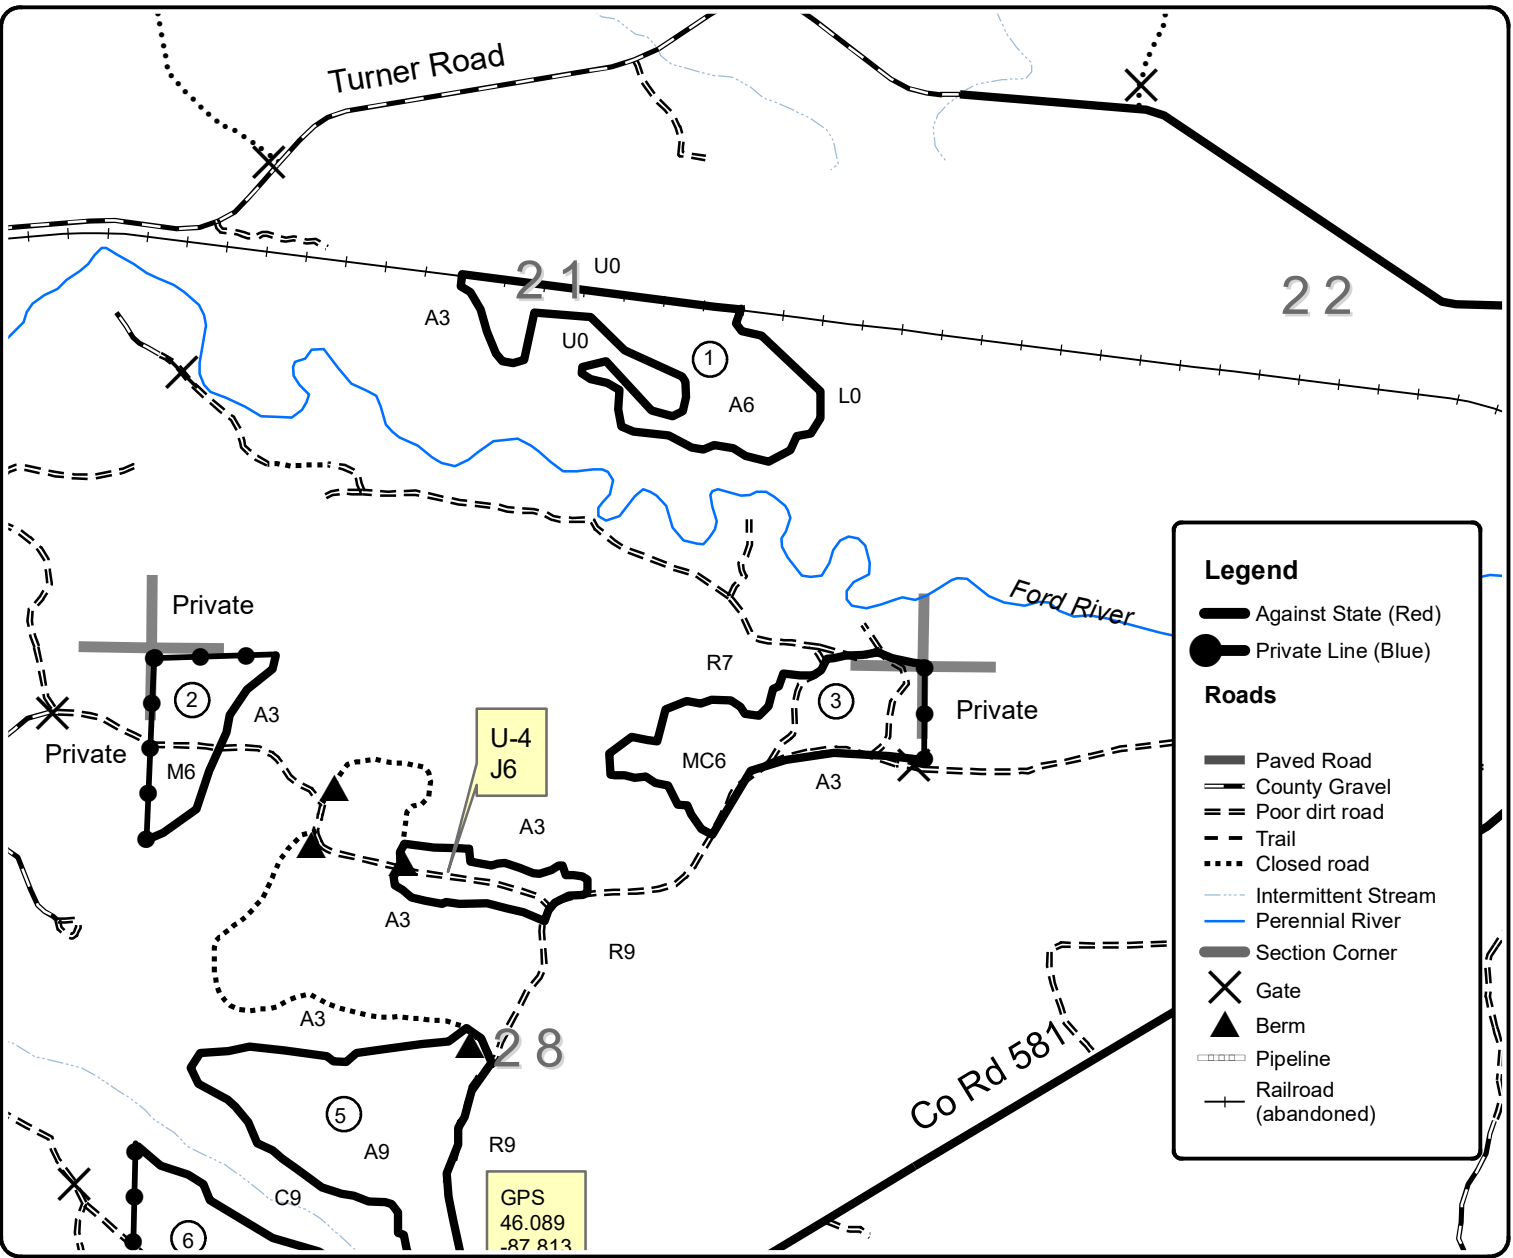 Turner Road
21
U0
22
A3
U0
1
A6
L0
Ford River
Private
R7
2
A3
Private
M6
3
Private
MC6
A3
U-4
J6
A3
A3
R9
A3
28
Co Rd 581
5
A9
R9
C9
6
GPS
46.089
-87.813
Legend
Against State (Red)
Private Line (Blue)
Roads
Paved Road
County Gravel
Poor dirt road
Trail
Closed road
Intermittent Stream
Perennial River
Section Corner
Gate
Berm
Pipeline
Railroad
(abandoned)